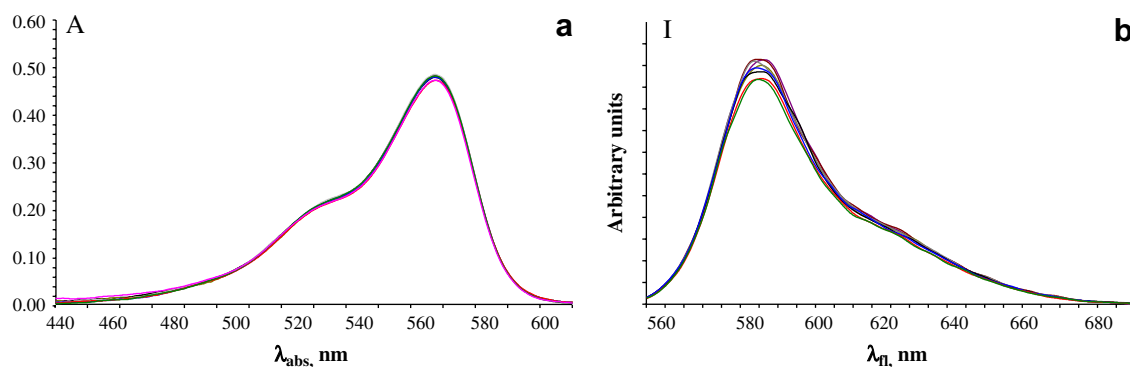 0.60
A
a
0.50
0.40
0.30
0.20
0.10
0.00
440 460 480 500 520 540 560 580 600
λabs, nm
I
b
Arbitrary units
560 580 600 620 640 660 680
λfl, nm